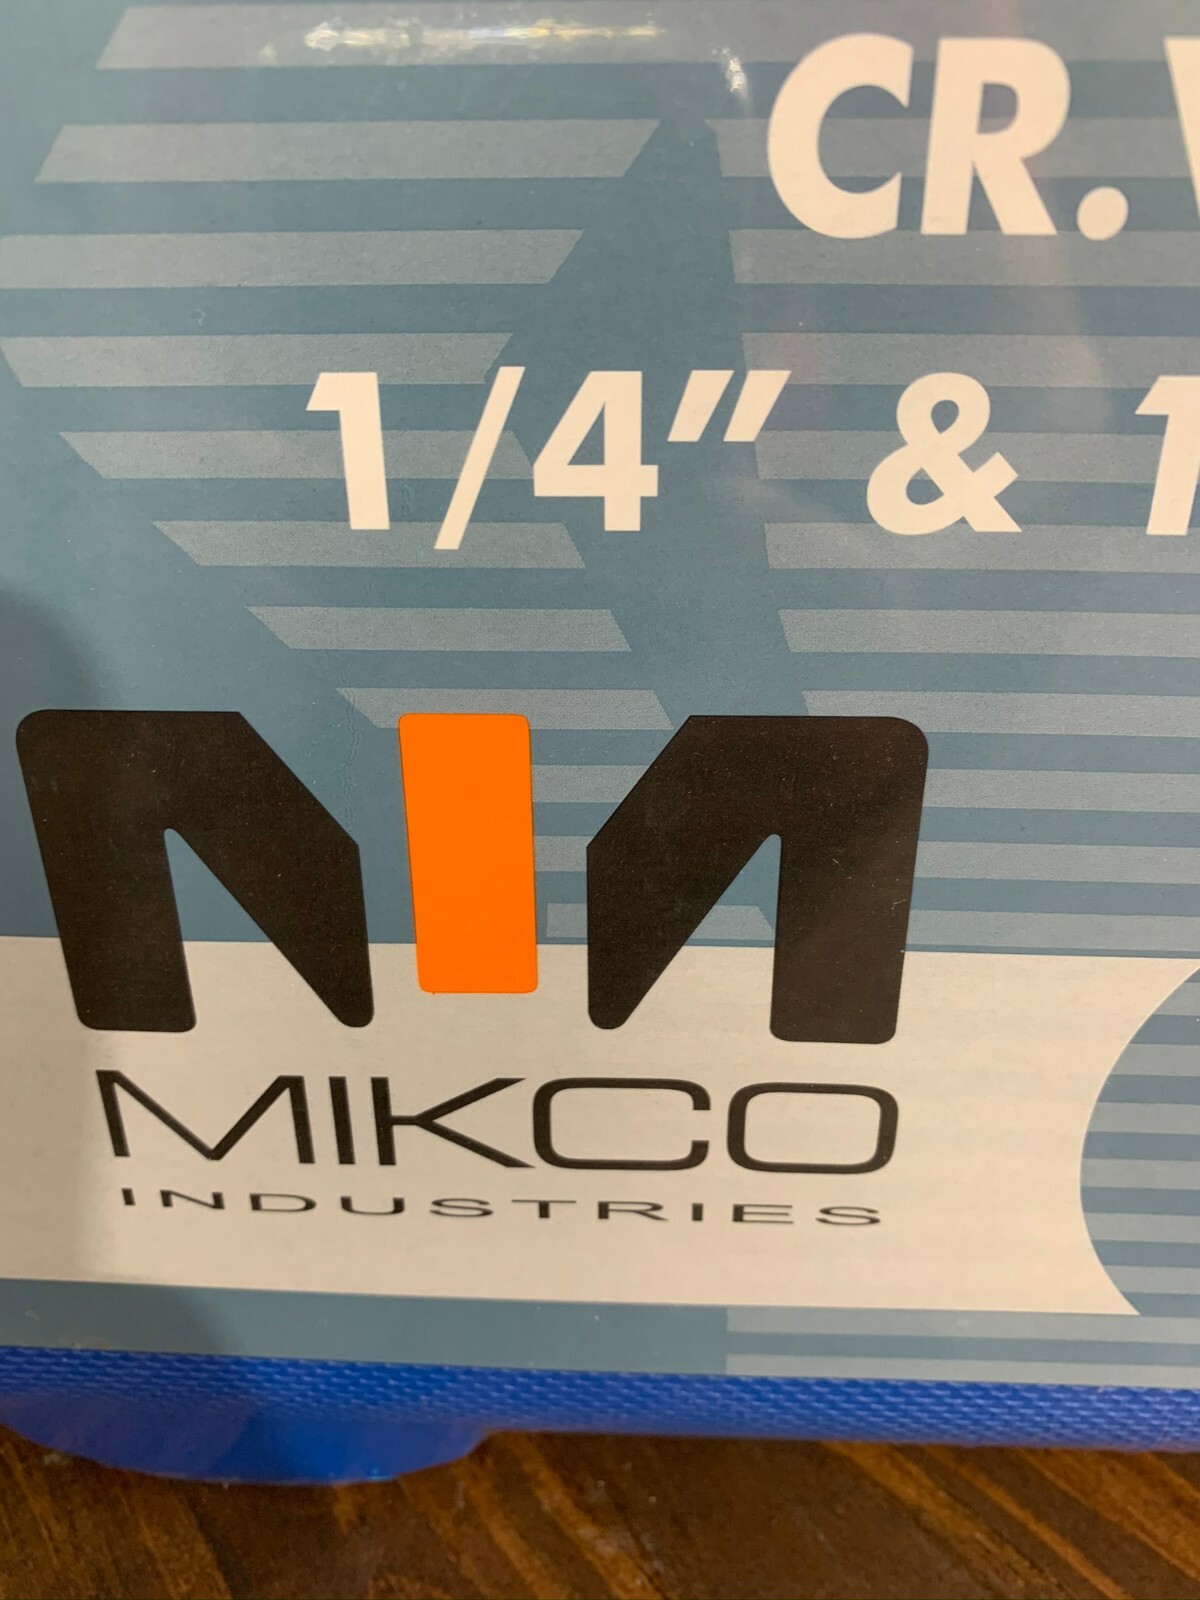 CR.
1/4" &
MIKCO
INDUSTRIES